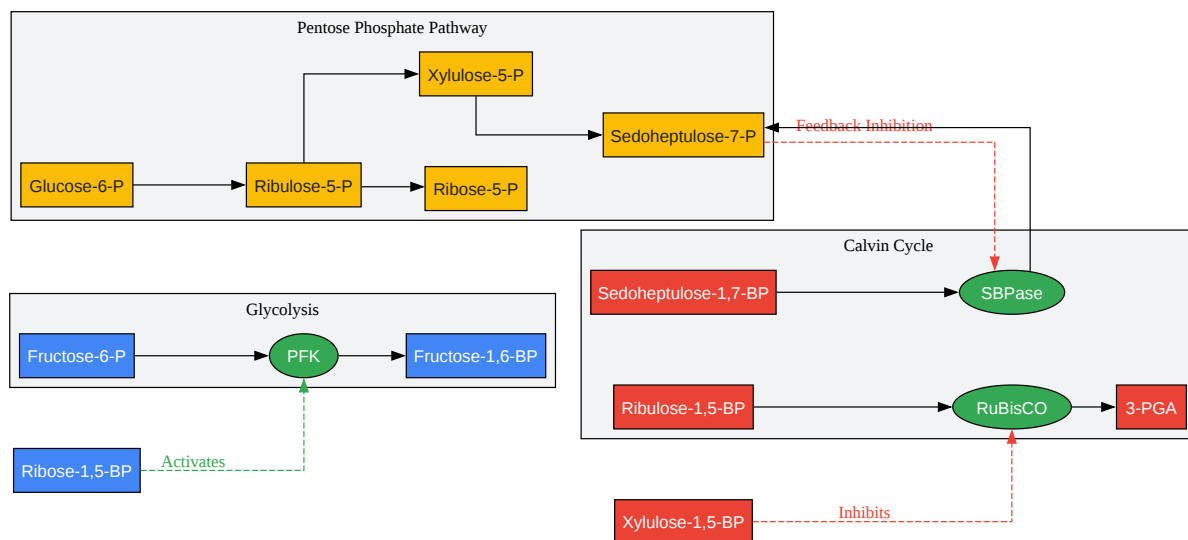 Pentose Phosphate Pathway
Xylulose-5-P
Sedoheptulose-7-P
Feedback Inhibition
Glucose-6-P
Ribulose-5-P
Ribose-5-P
Calvin Cycle
Sedoheptulose-1,7-BP
SBPase
Glycolysis
Fructose-6-P
PFK
Fructose-1,6-BP
Ribulose-1,5-BP
RuBisCO
3-PGA
Ribose-1,5-BP
Activates
Xylulose-1,5-BP
Inhibits